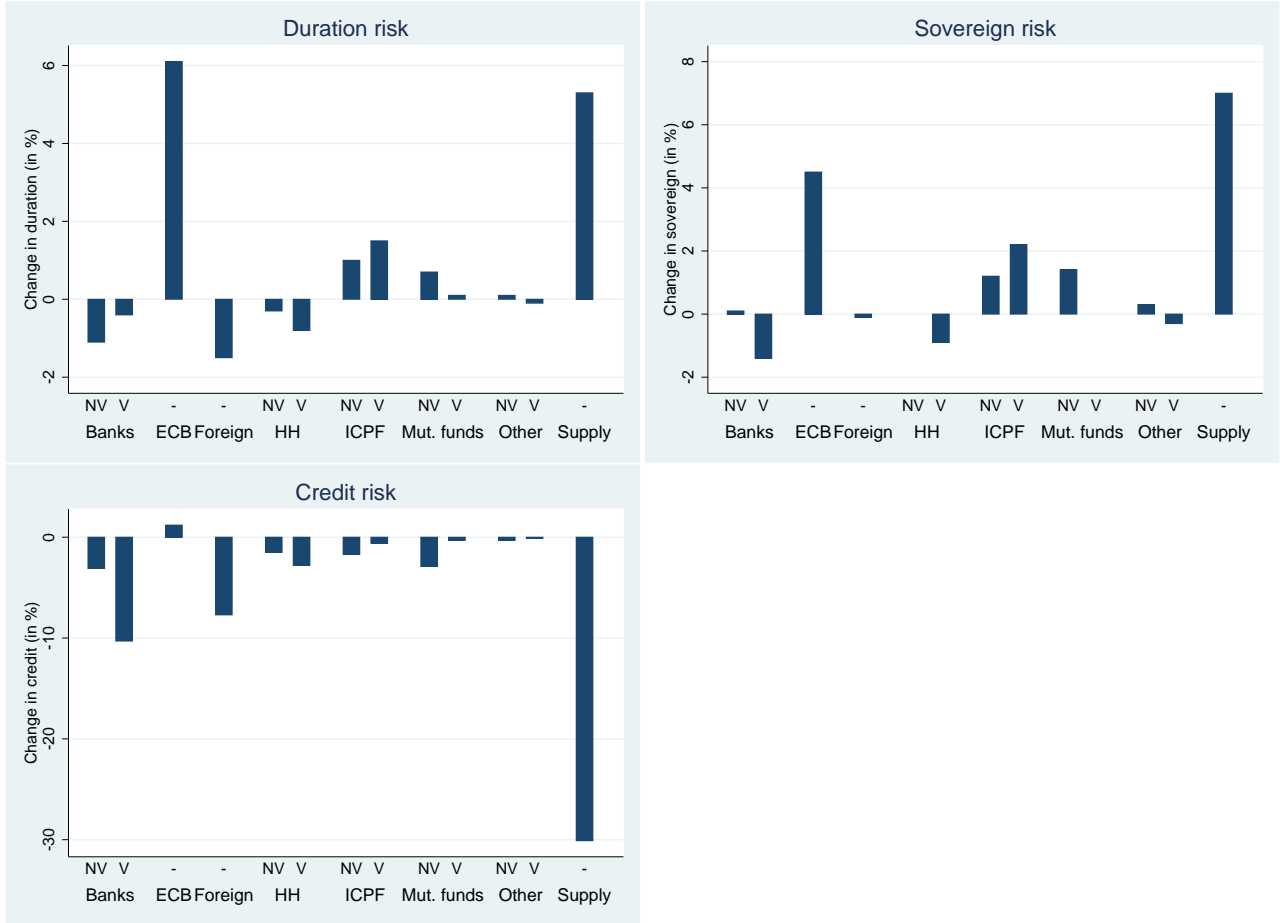 Duration risk
Change in duration (in %)
6
4
2
0
-2
NV V - - NV V NV V NV V NV V -
Banks ECB Foreign HH ICPF Mut. funds Other Supply
Sovereign risk
Change in sovereign (in %)
8
6
4
2
0
-2
NV V - - NV V NV V NV V NV V -
Banks ECB Foreign HH ICPF Mut. funds Other Supply
Credit risk
Change in credit (in %)
0
-10
-20
-30
NV V - - NV V NV V NV V NV V -
Banks ECB Foreign HH ICPF Mut. funds Other Supply